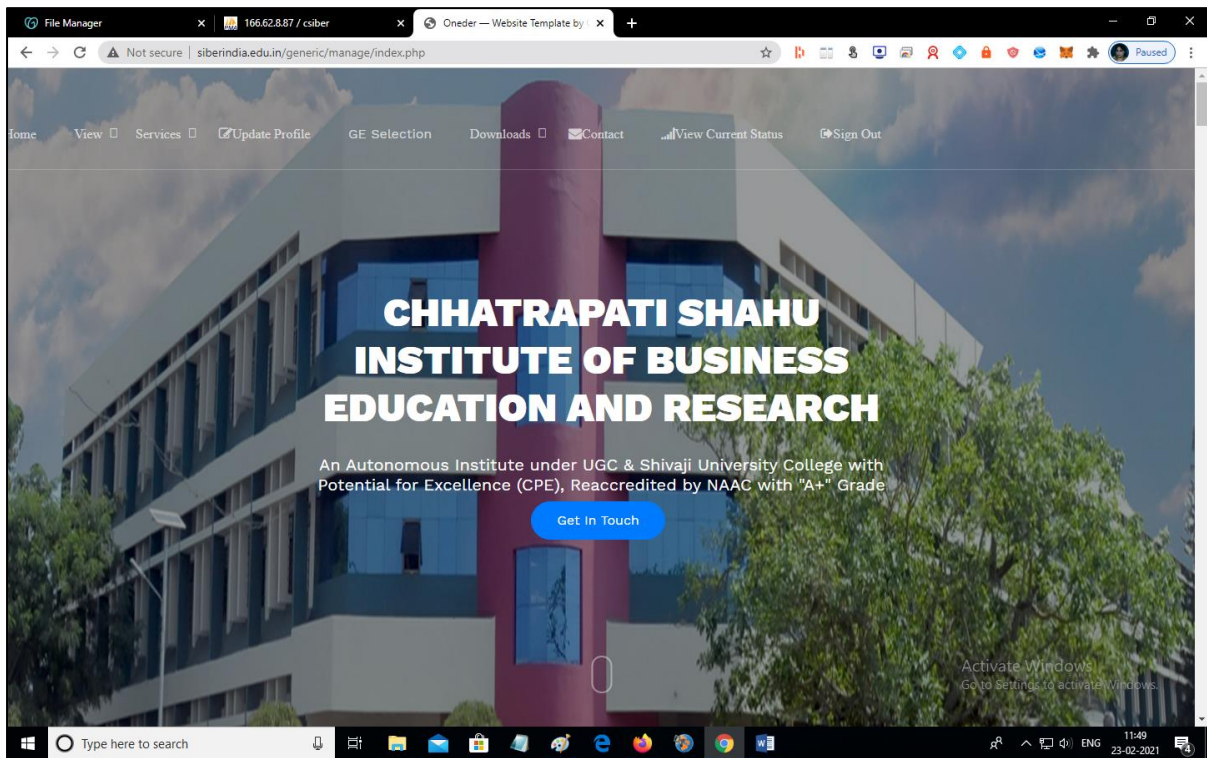 File Manager
166.62.8.87 / csiber
Oneder — Website Template by
Not secure | siberindia.edu.in/generic/manage/index.php
Paused
Home View Services Update Profile GE Selection Downloads Contact View Current Status Sign Out
CHHATRAPATI SHAHU
INSTITUTE OF BUSINESS
EDUCATION AND RESEARCH
An Autonomous Institute under UGC & Shivaji University College with
Potential for Excellence (CPE), Reaccredited by NAAC with "A+" Grade
Get In Touch
Activate Windows
Go to Settings to activate Windows.
Type here to search
ENG
11:49
23-02-2021
4